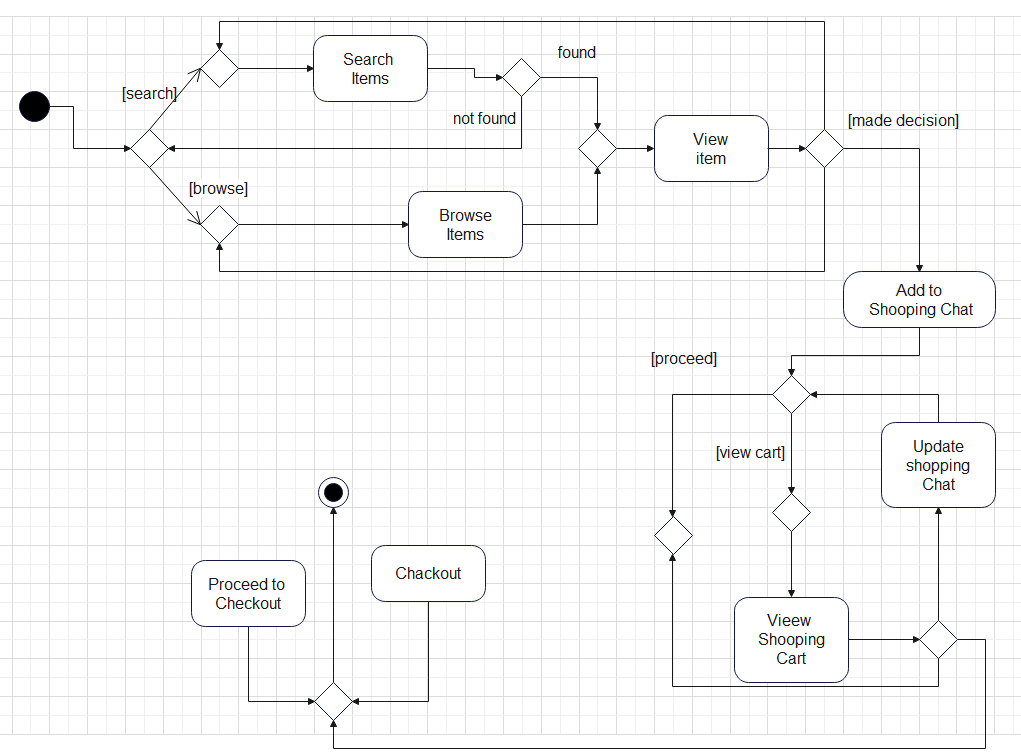 found
Search
Items
[search]
not found
[made decision]
View
item
[browse]
Browse
Items
Add to
Shooping Chat
[proceed]
[view cart]
Update
shopping
Chat
Chackout
Proceed to
Checkout
Vieew
Shooping
Cart